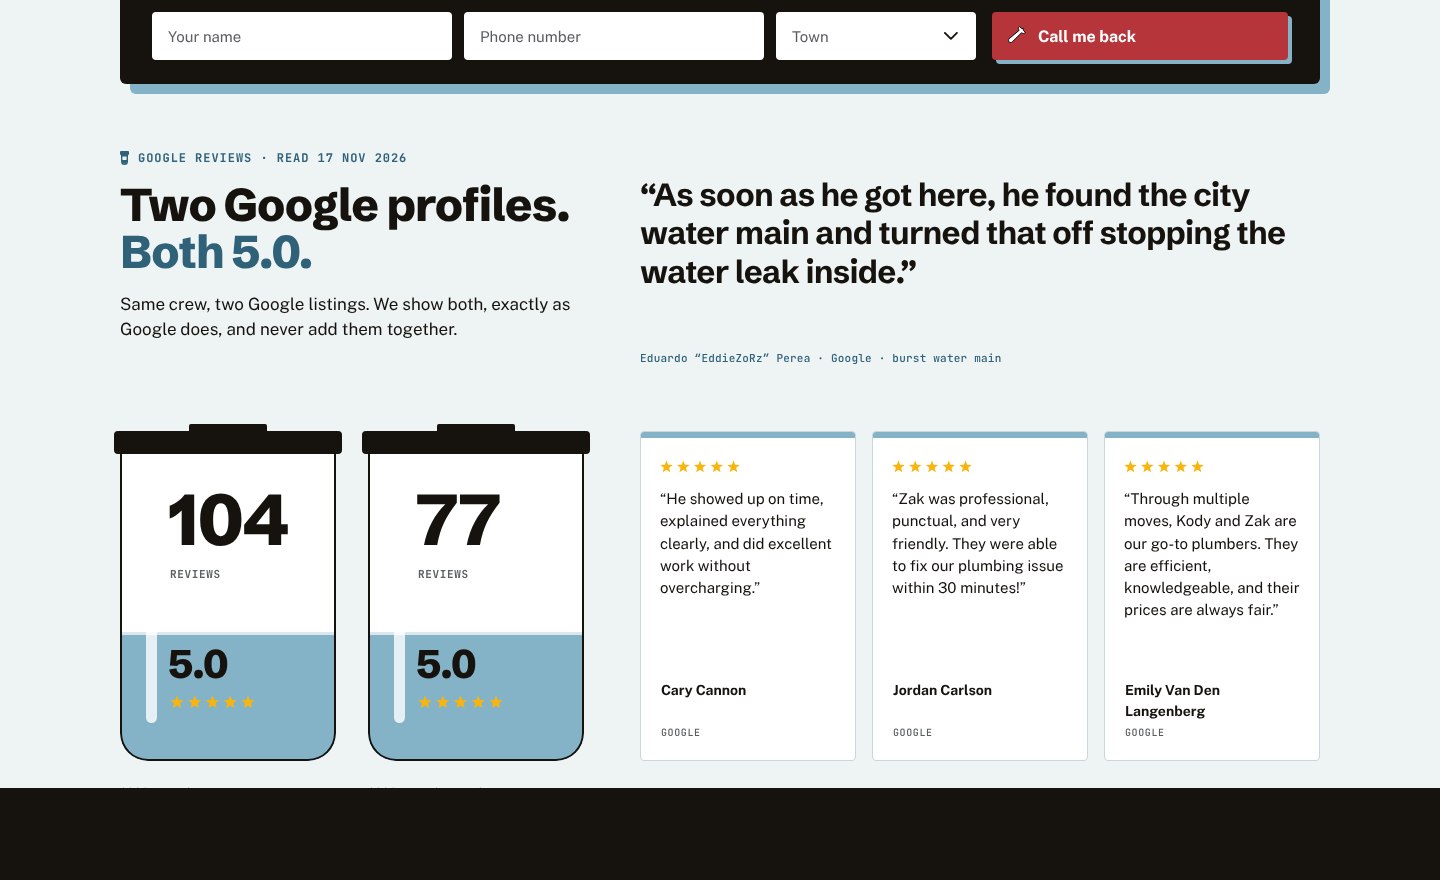 Your name
Phone number
Town
Call me back
GOOGLE REVIEWS · READ 17 NOV 2026
Two Google profiles.
Both 5.0.
Same crew, two Google listings. We show both, exactly as
Google does, and never add them together.
“As soon as he got here, he found the city
water main and turned that off stopping the
water leak inside.”
Eduardo “EddieZoRz” Perea · Google · burst water main
104
REVIEWS
5.0
77
REVIEWS
5.0
“He showed up on time,
explained everything
clearly, and did excellent
work without
overcharging.”
Cary Cannon
GOOGLE
“Zak was professional,
punctual, and very
friendly. They were able
to fix our plumbing issue
within 30 minutes!”
Jordan Carlson
GOOGLE
“Through multiple
moves, Kody and Zak are
our go-to plumbers. They
are efficient,
knowledgeable, and their
prices are always fair.”
Emily Van Den
Langenberg
GOOGLE